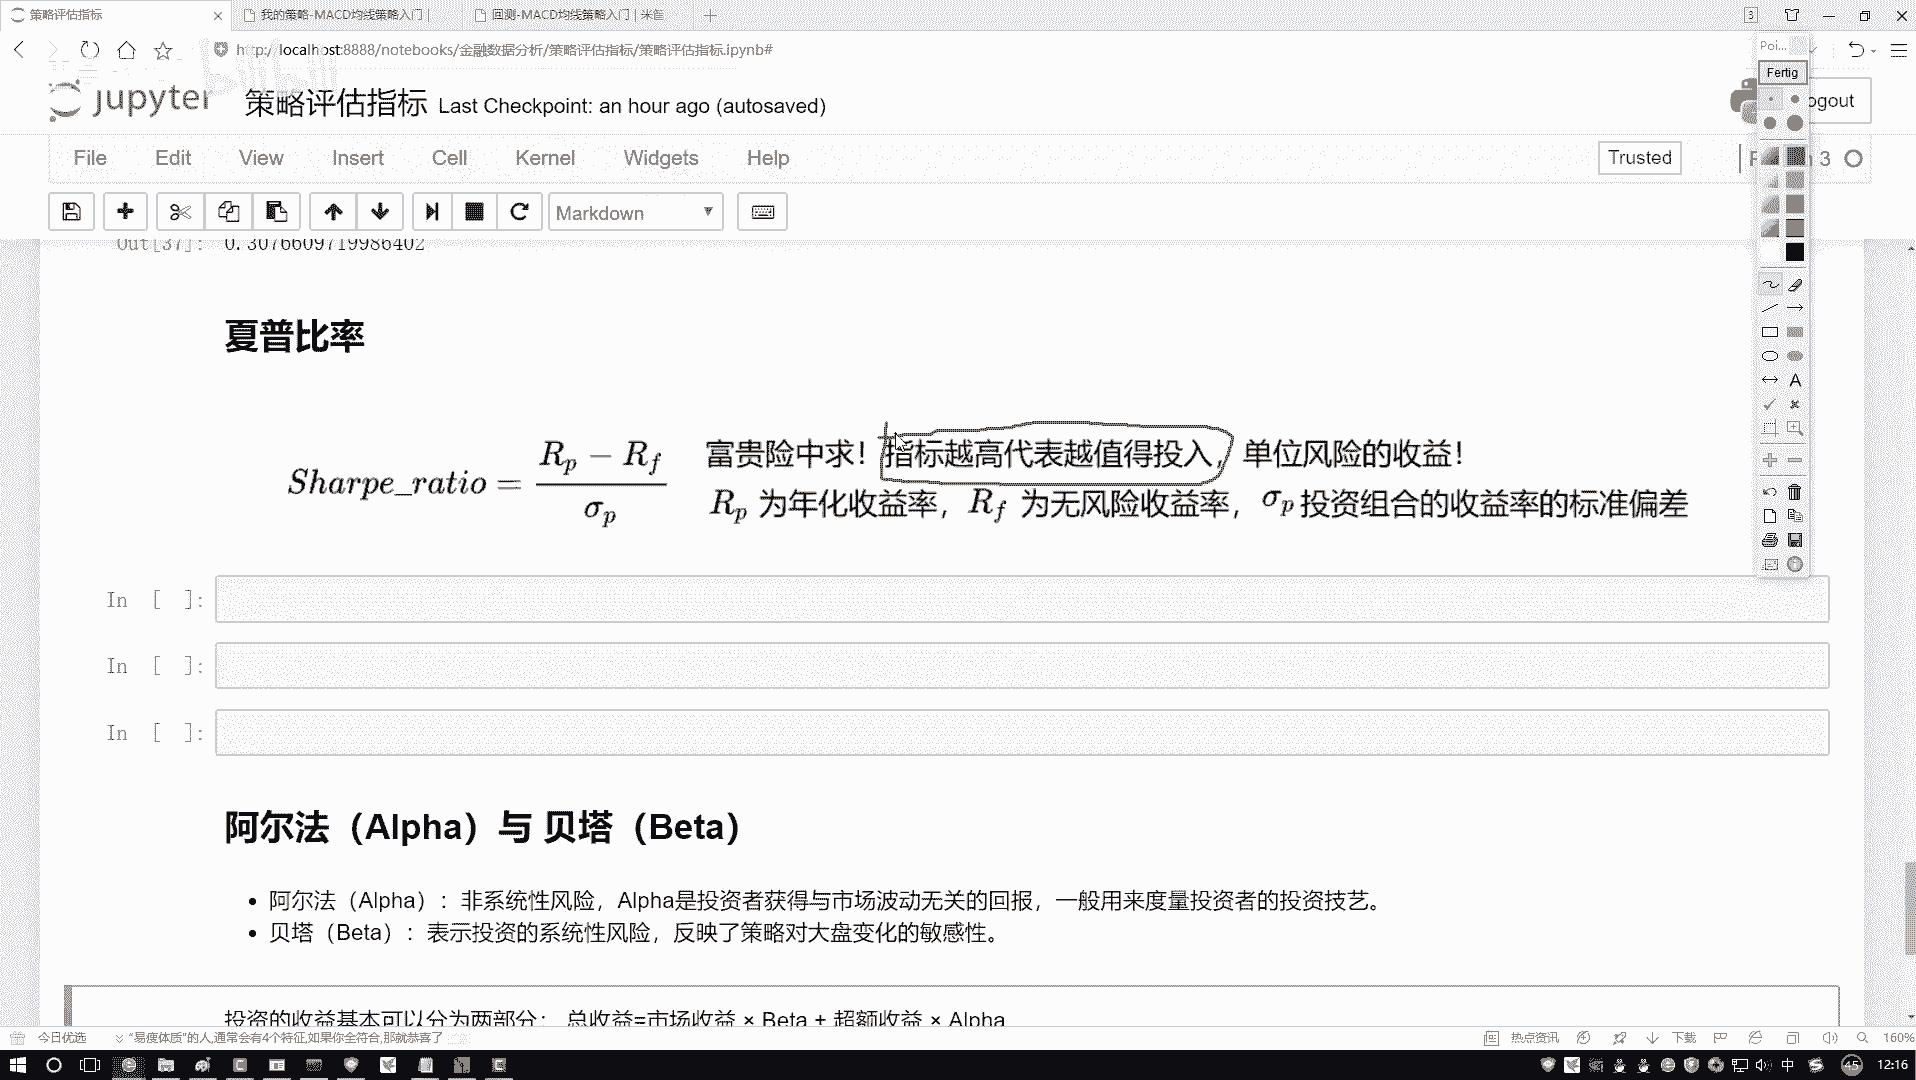 策略评估指标
我的策略-MACD均线策略入门 |
回测-MACD均线策略入门 | 米筐
3
http://localhost:8888/notebooks/金融数据分析/策略评估指标/策略评估指标.ipynb#
Poi...
Fertig
jupyter 策略评估指标 Last Checkpoint: an hour ago (autosaved)
ogout
File Edit View Insert Cell Kernel Widgets Help
Trusted
3
Markdown
Out[37]: 0.3076609719986402
夏普比率
Sharpe_ratio = \frac{R_p - R_f}{σ_p}
富贵险中求！指标越高代表越值得投入，单位风险的收益！
R_p 为年化收益率，R_f 为无风险收益率，σ_p 投资组合的收益率的标准偏差
In [ ]:
In [ ]:
In [ ]:
阿尔法（Alpha）与 贝塔（Beta）
阿尔法（Alpha）：非系统性风险，Alpha是投资者获得与市场波动无关的回报，一般用来度量投资者的投资技艺。
贝塔（Beta）：表示投资的系统性风险，反映了策略对大盘变化的敏感性。
投资的收益基本可以分为两部分： 总收益=市场收益 × Beta + 超额收益 × Alpha
今日优选
“易瘦体质”的人,通常会有4个特征,如果你全符合,那就恭喜了
热点资讯
下载
160%
中
45
12:16